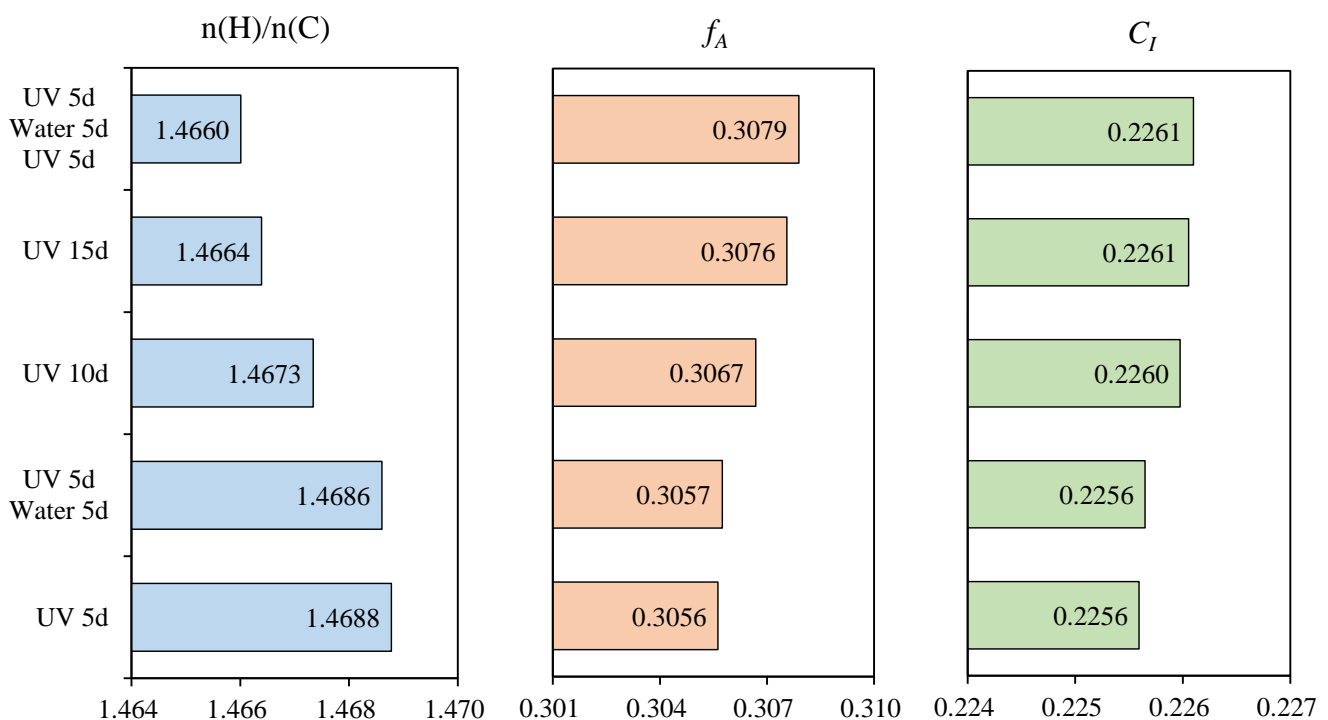 n(H)/n(C)
f_A
C_I
UV 5d
Water 5d
UV 5d
1.4660
0.3079
0.2261
UV 15d
1.4664
0.3076
0.2261
UV 10d
1.4673
0.3067
0.2260
UV 5d
Water 5d
1.4686
0.3057
0.2256
UV 5d
1.4688
0.3056
0.2256
1.464 1.466 1.468 1.470
0.301 0.304 0.307 0.310
0.224 0.225 0.226 0.227